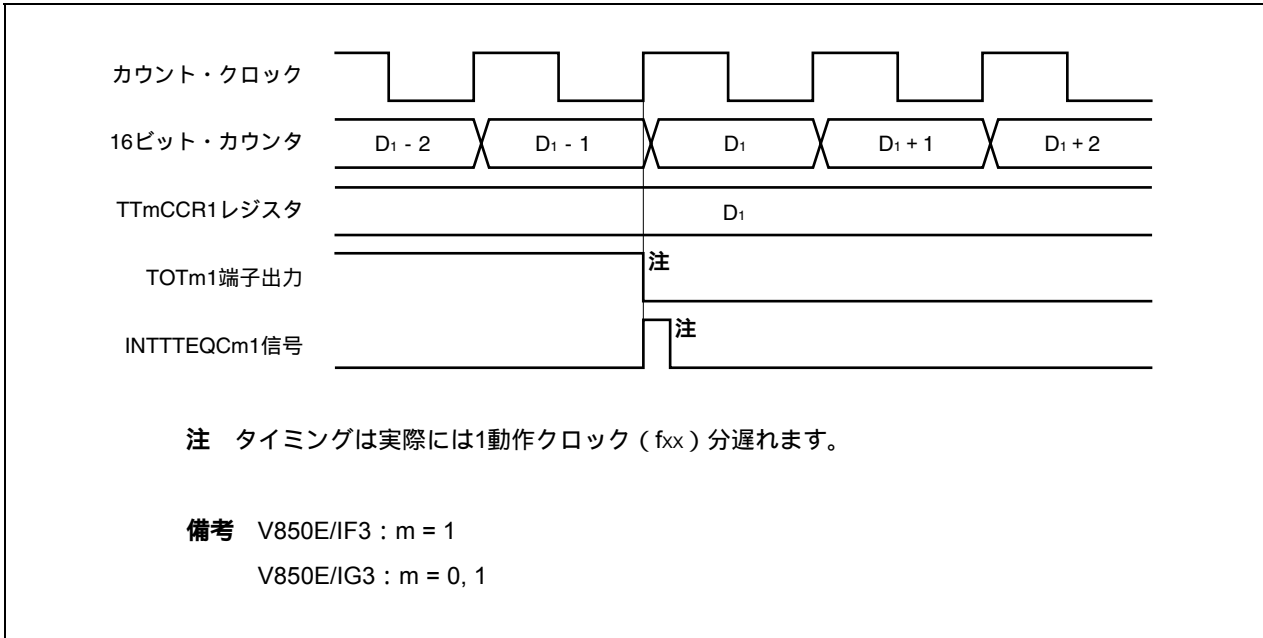 カウント・クロック
16ビット・カウンタ D1 - 2 D1 - 1 D1 D1 + 1 D1 + 2
TTmCCR1レジスタ D1
TOTm1端子出力 注
INTTTEQCm1信号 注
注 タイミングは実際には1動作クロック（fxx）分遅れます。
備考 V850E/IF3：m = 1
V850E/IG3：m = 0, 1